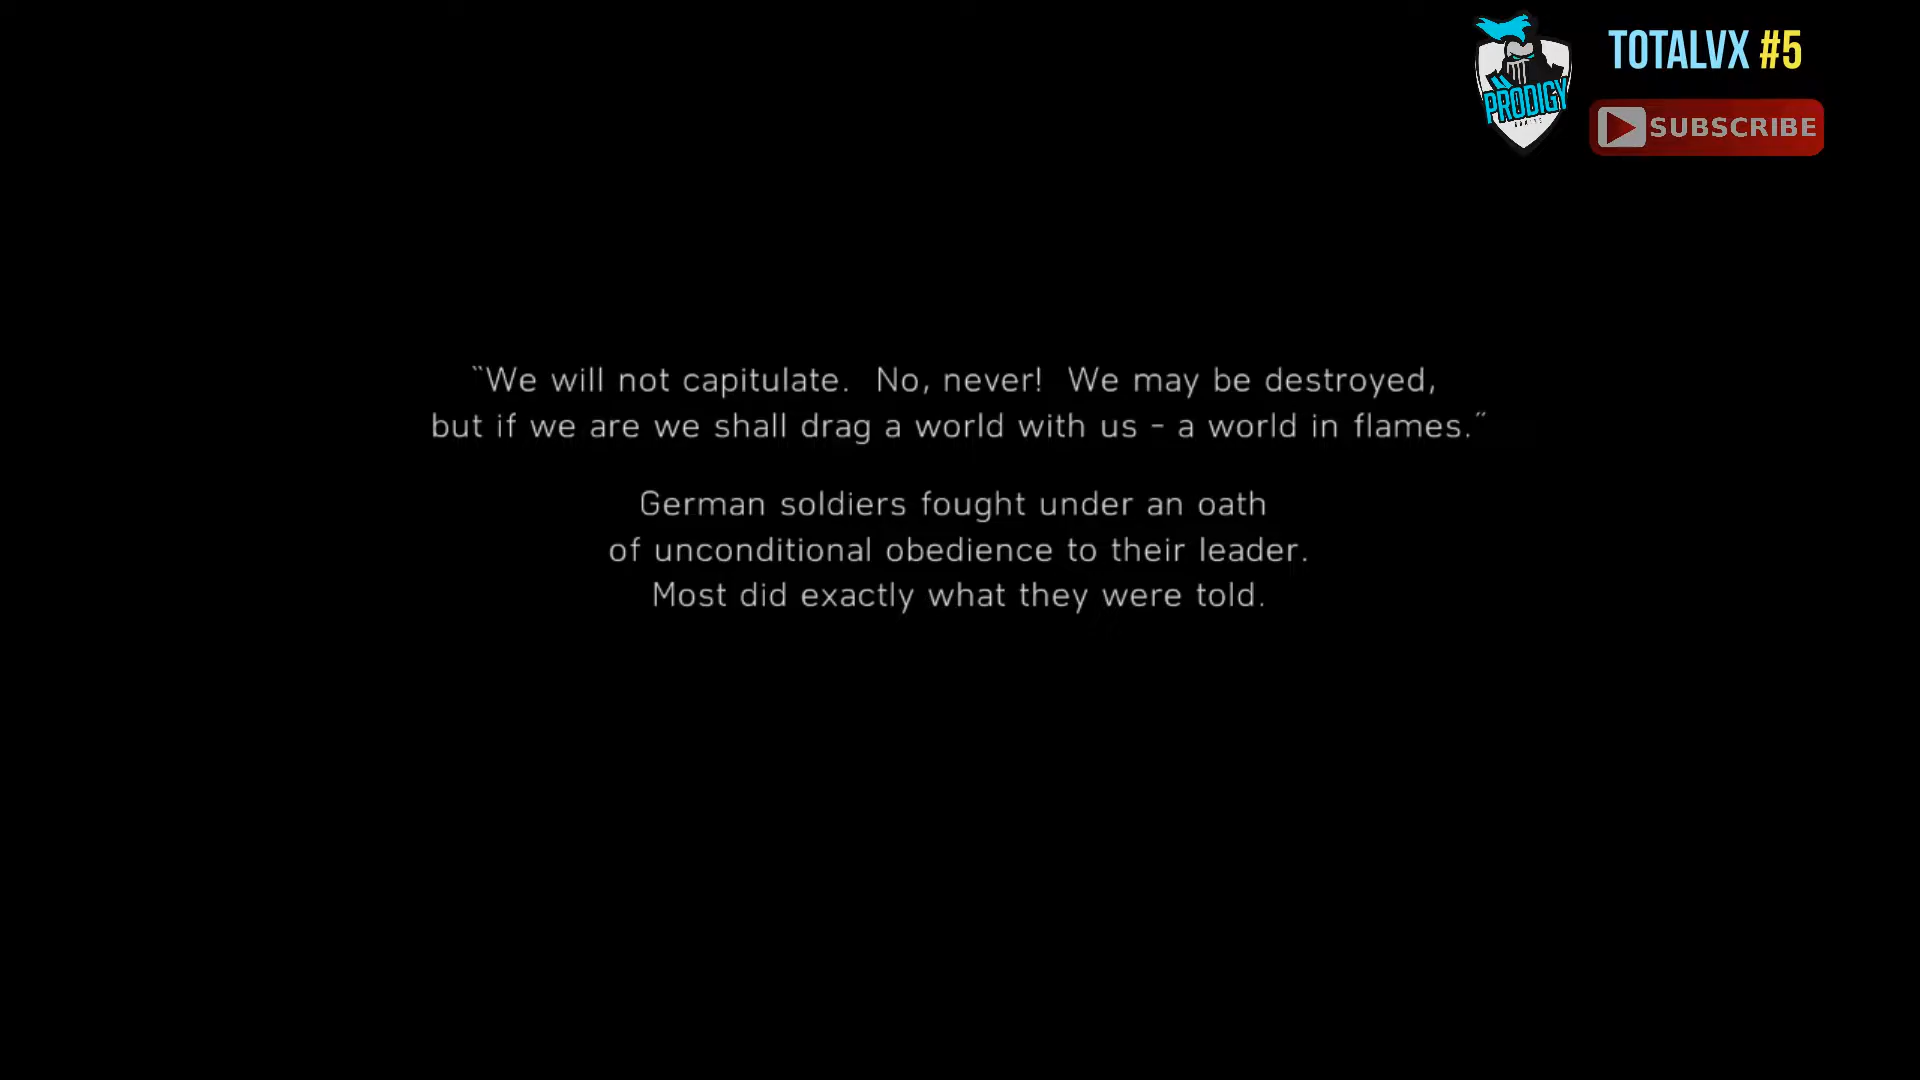 TOTALVX #5
PRODIGY
SUBSCRIBE
“We will not capitulate. No, never! We may be destroyed,
but if we are we shall drag a world with us - a world in flames.”
German soldiers fought under an oath
of unconditional obedience to their leader.
Most did exactly what they were told.